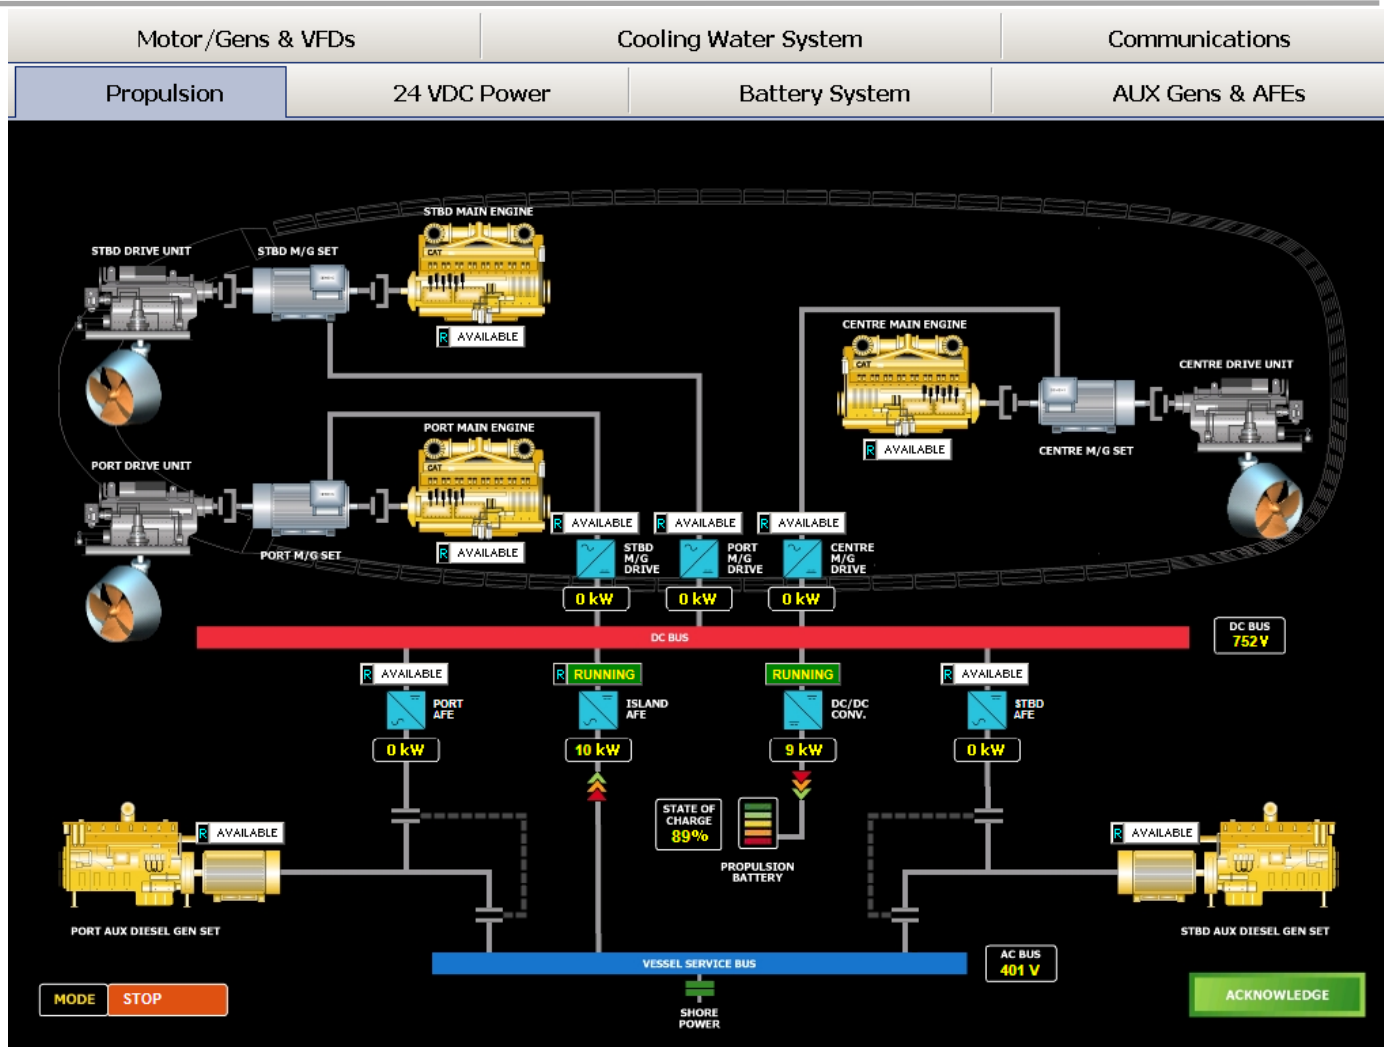 Motor/Gens & VFDs
Cooling Water System
Communications
Propulsion
24 VDC Power
Battery System
AUX Gens & AFEs
STBD MAIN ENGINE
STBD DRIVE UNIT
STBD M/G SET
CAT
R AVAILABLE
CENTRE MAIN ENGINE
CAT
CENTRE DRIVE UNIT
PORT MAIN ENGINE
R AVAILABLE
CENTRE M/G SET
PORT DRIVE UNIT
CAT
R AVAILABLE
R AVAILABLE
R AVAILABLE
R AVAILABLE
PORT M/G SET
STBD
M/G
DRIVE
PORT
M/G
DRIVE
CENTRE
M/G
DRIVE
0 kW
0 kW
0 kW
DC BUS
DC BUS
752 V
R AVAILABLE
R RUNNING
RUNNING
R AVAILABLE
PORT
AFE
ISLAND
AFE
DC/DC
CONV.
STBD
AFE
0 kW
10 kW
9 kW
0 kW
STATE OF
CHARGE
89%
PROPULSION
BATTERY
R AVAILABLE
R AVAILABLE
PORT AUX DIESEL GEN SET
STBD AUX DIESEL GEN SET
VESSEL SERVICE BUS
AC BUS
401 V
MODE STOP
SHORE
POWER
ACKNOWLEDGE